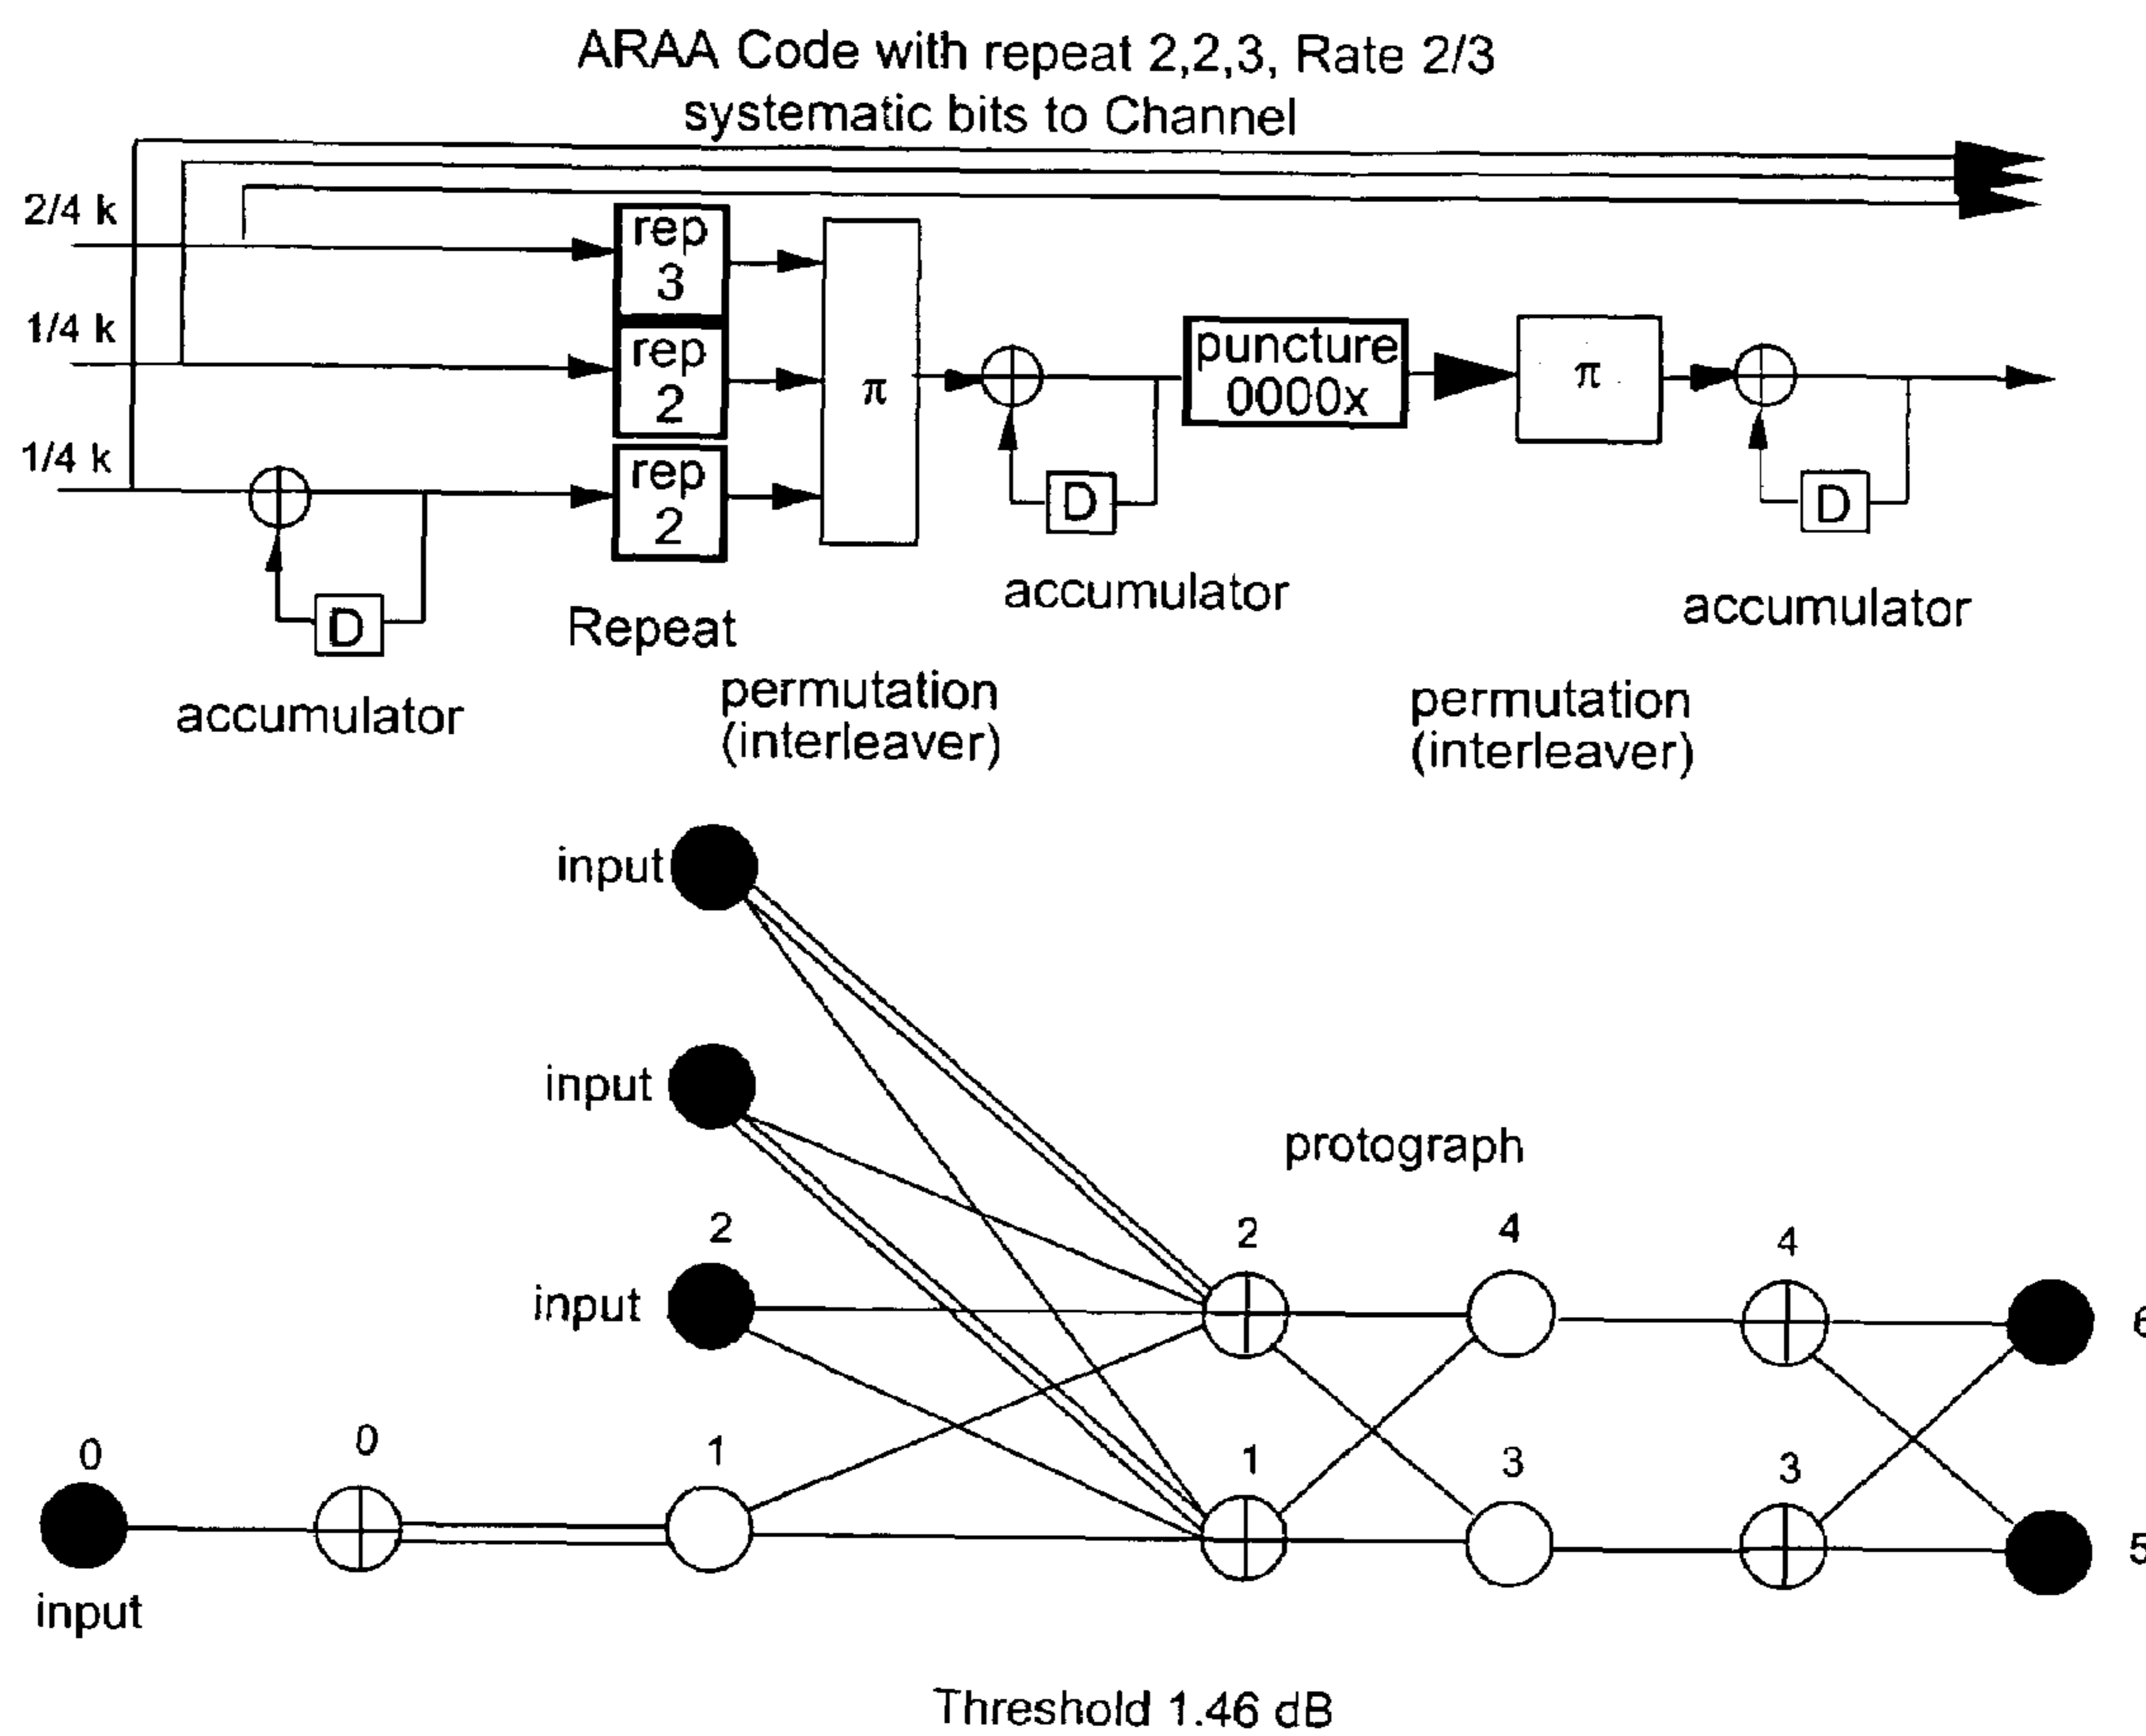 ARAA Code with repeat 2,2,3, Rate 2/3
systematic bits to Channel
2/4 k
1/4 k
1/4 k
rep
3
rep
2
rep
2
π
puncture
0000x
π
D
D
D
accumulator
Repeat
permutation
(interleaver)
accumulator
permutation
(interleaver)
accumulator
input
input
protograph
2
input
2
4
4
6
0
0
1
1
3
3
5
input
Threshold 1.46 dB